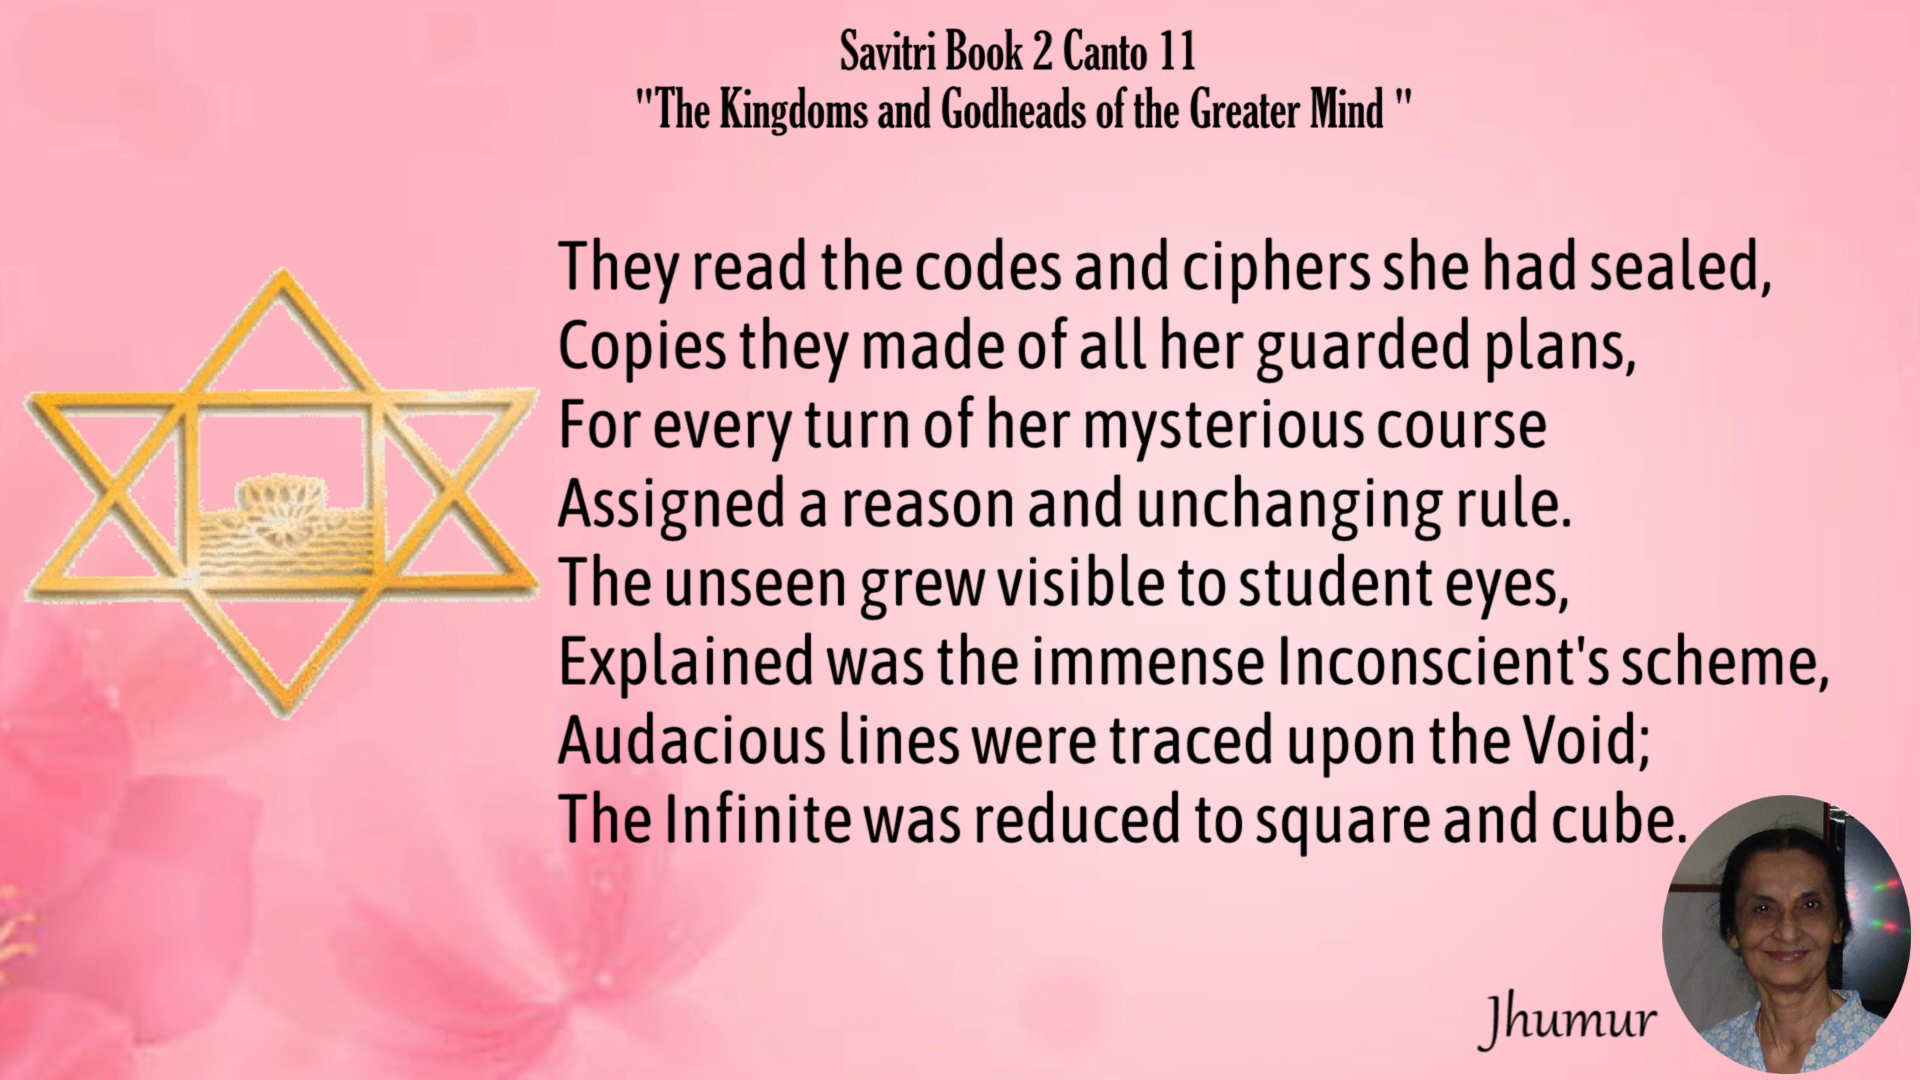 Savitri Book 2 Canto 11
"The Kingdoms and Godheads of the Greater Mind "
They read the codes and ciphers she had sealed,
Copies they made of all her guarded plans,
For every turn of her mysterious course
Assigned a reason and unchanging rule.
The unseen grew visible to student eyes,
Explained was the immense Inconscient's scheme,
Audacious lines were traced upon the Void;
The Infinite was reduced to square and cube.
Jhumur